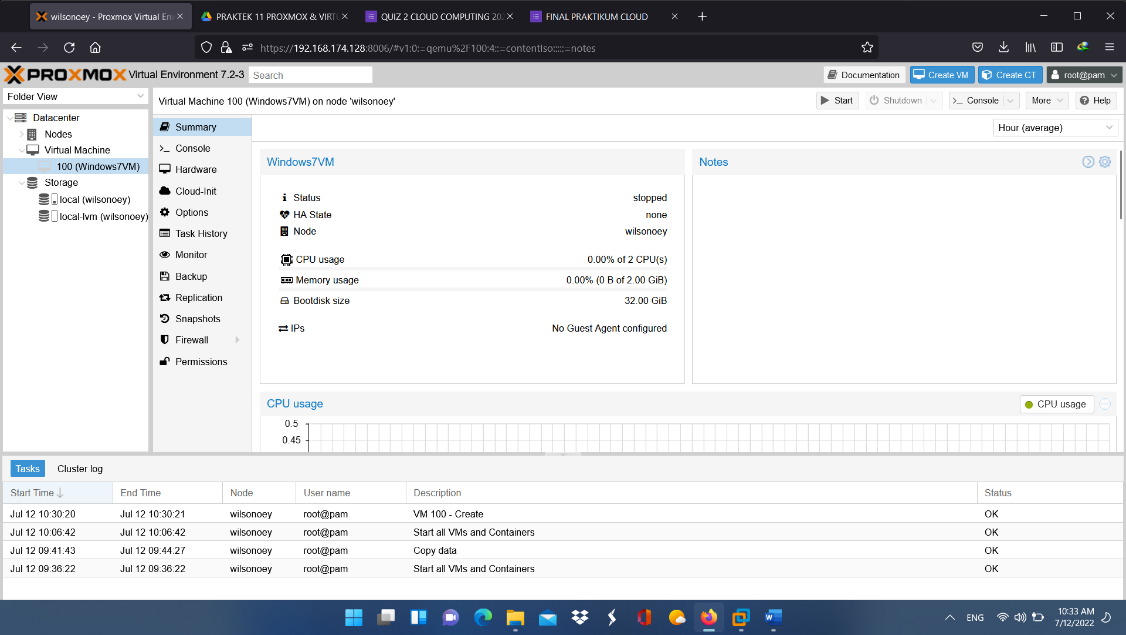 wilsonoey - Proxmox Virtual En
PRAKTEK 11 PROXMOX & VIRTU
QUIZ 2 CLOUD COMPUTING 202
FINAL PRAKTIKUM CLOUD
https://192.168.174.128:8006/#v1:0:=qemu%2F100:4::=contentIso:::::=notes
PROXMOX Virtual Environment 7.2-3 Search Documentation Create VM Create CT root@pam
Folder View
Virtual Machine 100 (Windows7VM) on node 'wilsonoey' Start Shutdown Console More Help
Datacenter
Nodes
Virtual Machine
100 (Windows7VM)
Storage
local (wilsonoey)
local-lvm (wilsonoey)
Summary
Console
Hardware
Cloud-Init
Options
Task History
Monitor
Backup
Replication
Snapshots
Firewall
Permissions
Hour (average)
Windows7VM
Status stopped
HA State none
Node wilsonoey
CPU usage 0.00% of 2 CPU(s)
Memory usage 0.00% (0 B of 2.00 GiB)
Bootdisk size 32.00 GiB
IPs No Guest Agent configured
Notes
CPU usage CPU usage
0.5
0.45
Tasks Cluster log
Start Time End Time Node User name Description Status
Jul 12 10:30:20 Jul 12 10:30:21 wilsonoey root@pam VM 100 - Create OK
Jul 12 10:06:42 Jul 12 10:06:42 wilsonoey root@pam Start all VMs and Containers OK
Jul 12 09:41:43 Jul 12 09:44:27 wilsonoey root@pam Copy data OK
Jul 12 09:36:22 Jul 12 09:36:22 wilsonoey root@pam Start all VMs and Containers OK
ENG
10:33 AM
7/12/2022